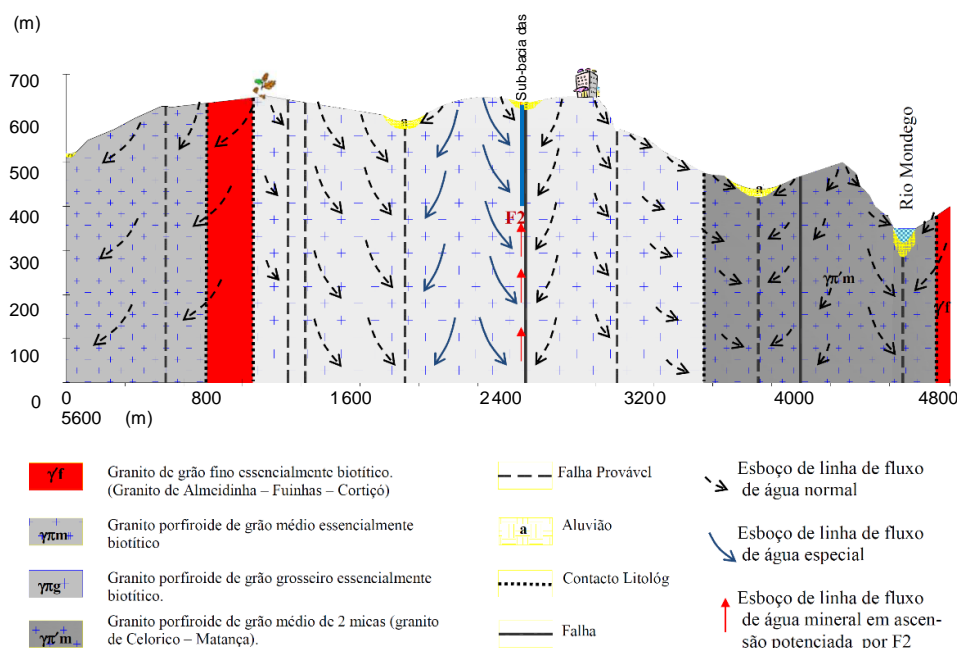 (m)
700
600
500
400
300
200
100
0
Sub-bacia das
Rio Mondego
a
a
F2
γπ m
γ'f
0
800
1600
2400
3200
4000
4800
5600
(m)
γ'f
Granito de grão fino essencialmente biotítico.
(Granito de Almeidinha – Fuinhas – Cortiçó)
γπm
Granito porfiroide de grão médio essencialmente
biotítico
γπg
Granito porfiroide de grão grosseiro essencialmente
biotítico.
γπ'm
Granito porfiroide de grão médio de 2 micas (granito
de Celorico – Matança).
Falha Provável
a
Aluvião
Contacto Litológ
Falha
Esboço de linha de fluxo
de água normal
Esboço de linha de fluxo
de água especial
Esboço de linha de fluxo
de água mineral em ascen-
são potenciada por F2